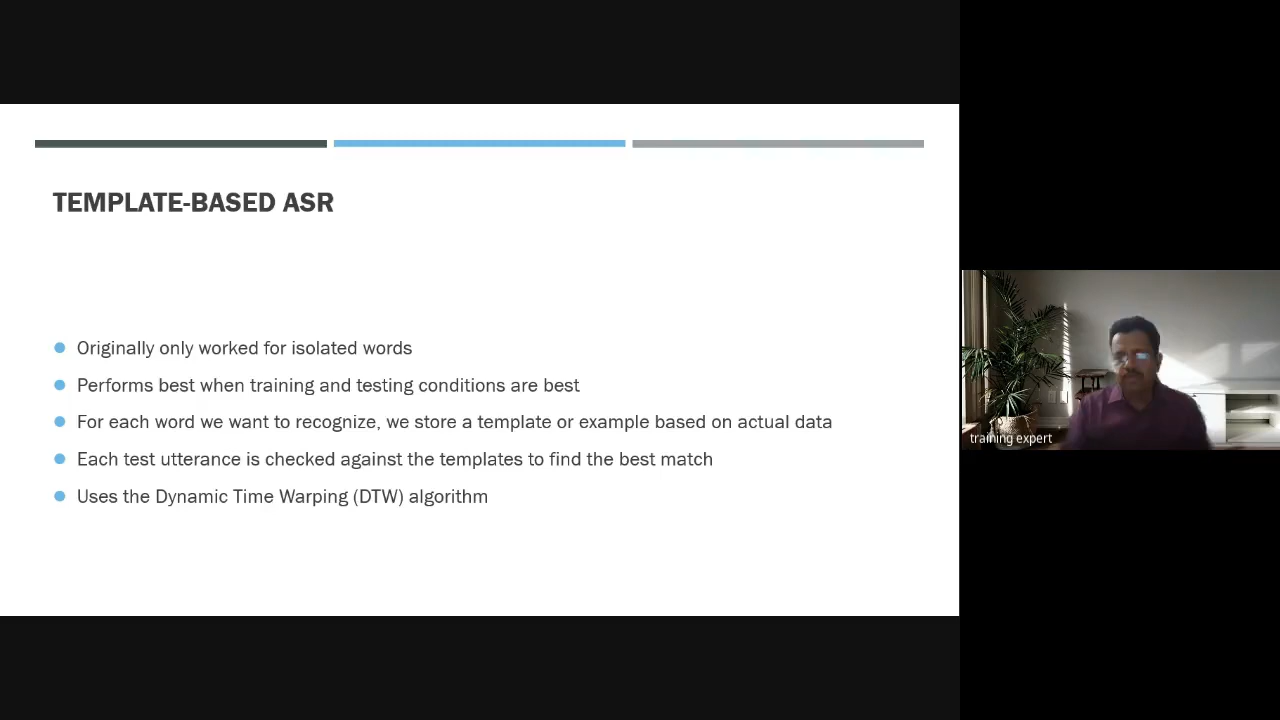 TEMPLATE-BASED ASR
Originally only worked for isolated words
Performs best when training and testing conditions are best
For each word we want to recognize, we store a template or example based on actual data
Each test utterance is checked against the templates to find the best match
Uses the Dynamic Time Warping (DTW) algorithm
training expert